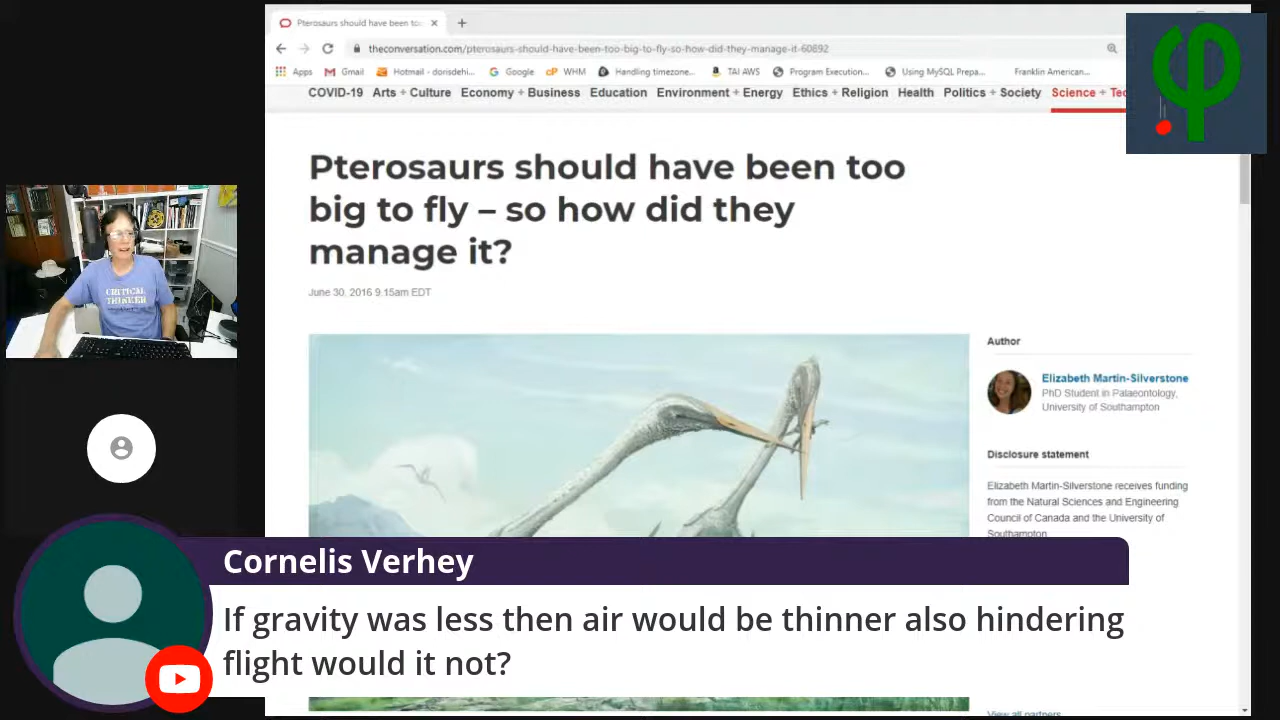 Pterosaurs should have been too
theconversation.com/pterosaurs-should-have-been-too-big-to-fly-so-how-did-they-manage-it-60892
Apps Gmail Hotmail - dorisdehi... Google cP WHM Handling timezone... TAI AWS Program Execution... Using MySQL Prepa... Franklin American...
COVID-19 Arts + Culture Economy + Business Education Environment + Energy Ethics + Religion Health Politics + Society Science + Tec
Pterosaurs should have been too
big to fly – so how did they
manage it?
June 30, 2016 9.15am EDT
CRITICAL
THINKER
Author
Elizabeth Martin-Silverstone
PhD Student in Palaeontology,
University of Southampton
Disclosure statement
Elizabeth Martin-Silverstone receives funding
from the Natural Sciences and Engineering
Council of Canada and the University of
Southampton
Cornelis Verhey
If gravity was less then air would be thinner also hindering
flight would it not?
View all partners
φ